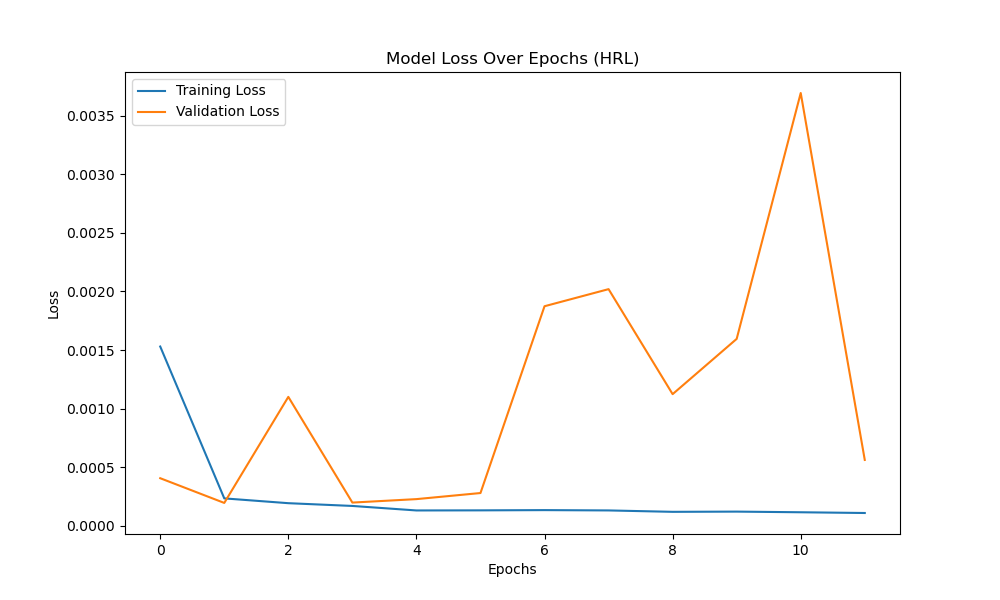 Model Loss Over Epochs (HRL)
Training Loss
Validation Loss
0.0035
0.0030
0.0025
0.0020
0.0015
0.0010
0.0005
0.0000
Loss
0 2 4 6 8 10
Epochs